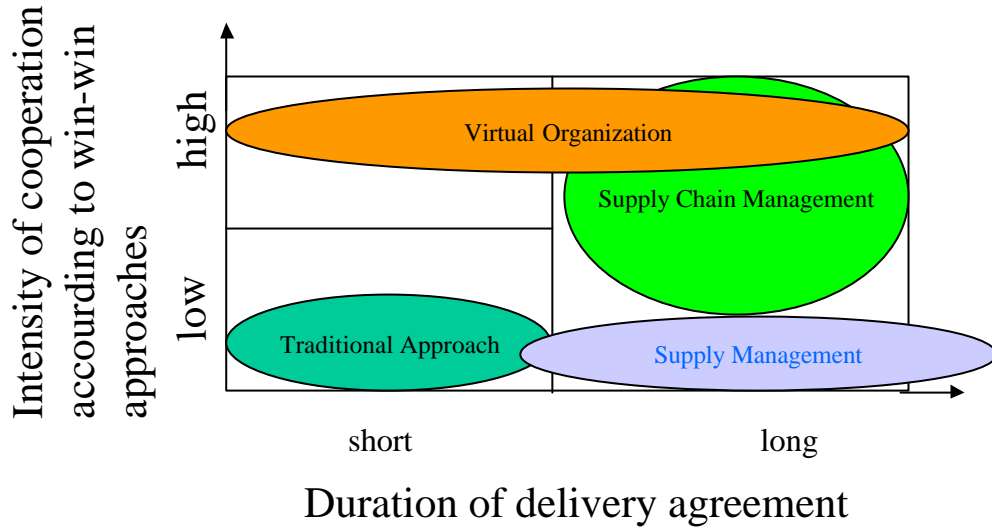 Intensity of cooperation
accourding to win-win
approaches
high
low
Virtual Organization
Supply Chain Management
Traditional Approach
Supply Management
short
long
Duration of delivery agreement